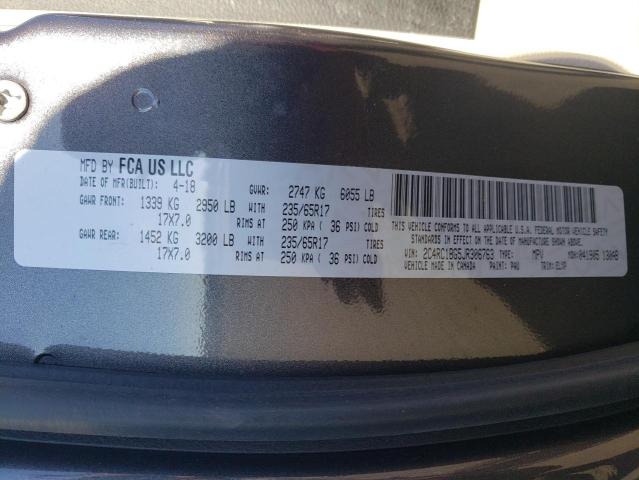 MFD BY FCA US LLC
DATE OF MFR(BUILT): 4-18 GVWR: 2747 KG 6055 LB
GAWR FRONT: 1339 KG 2950 LB WITH 235/65R17 TIRES
17X7.0 RIMS AT 250 KPA ( 36 PSI) COLD
GAWR REAR: 1452 KG 3200 LB WITH 235/65R17 TIRES
17X7.0 RIMS AT 250 KPA ( 36 PSI) COLD
THIS VEHICLE CONFORMS TO ALL APPLICABLE U.S.A. FEDERAL MOTOR VEHICLE SAFETY
STANDARDS IN EFFECT ON THE DATE OF MANUFACTURE SHOWN ABOVE.
VIN: 2C4RC1BG5JR306763 TYPE: MPV MDH:041905 130AB
VEHICLE MADE IN CANADA PAINT: PAU TRIM: